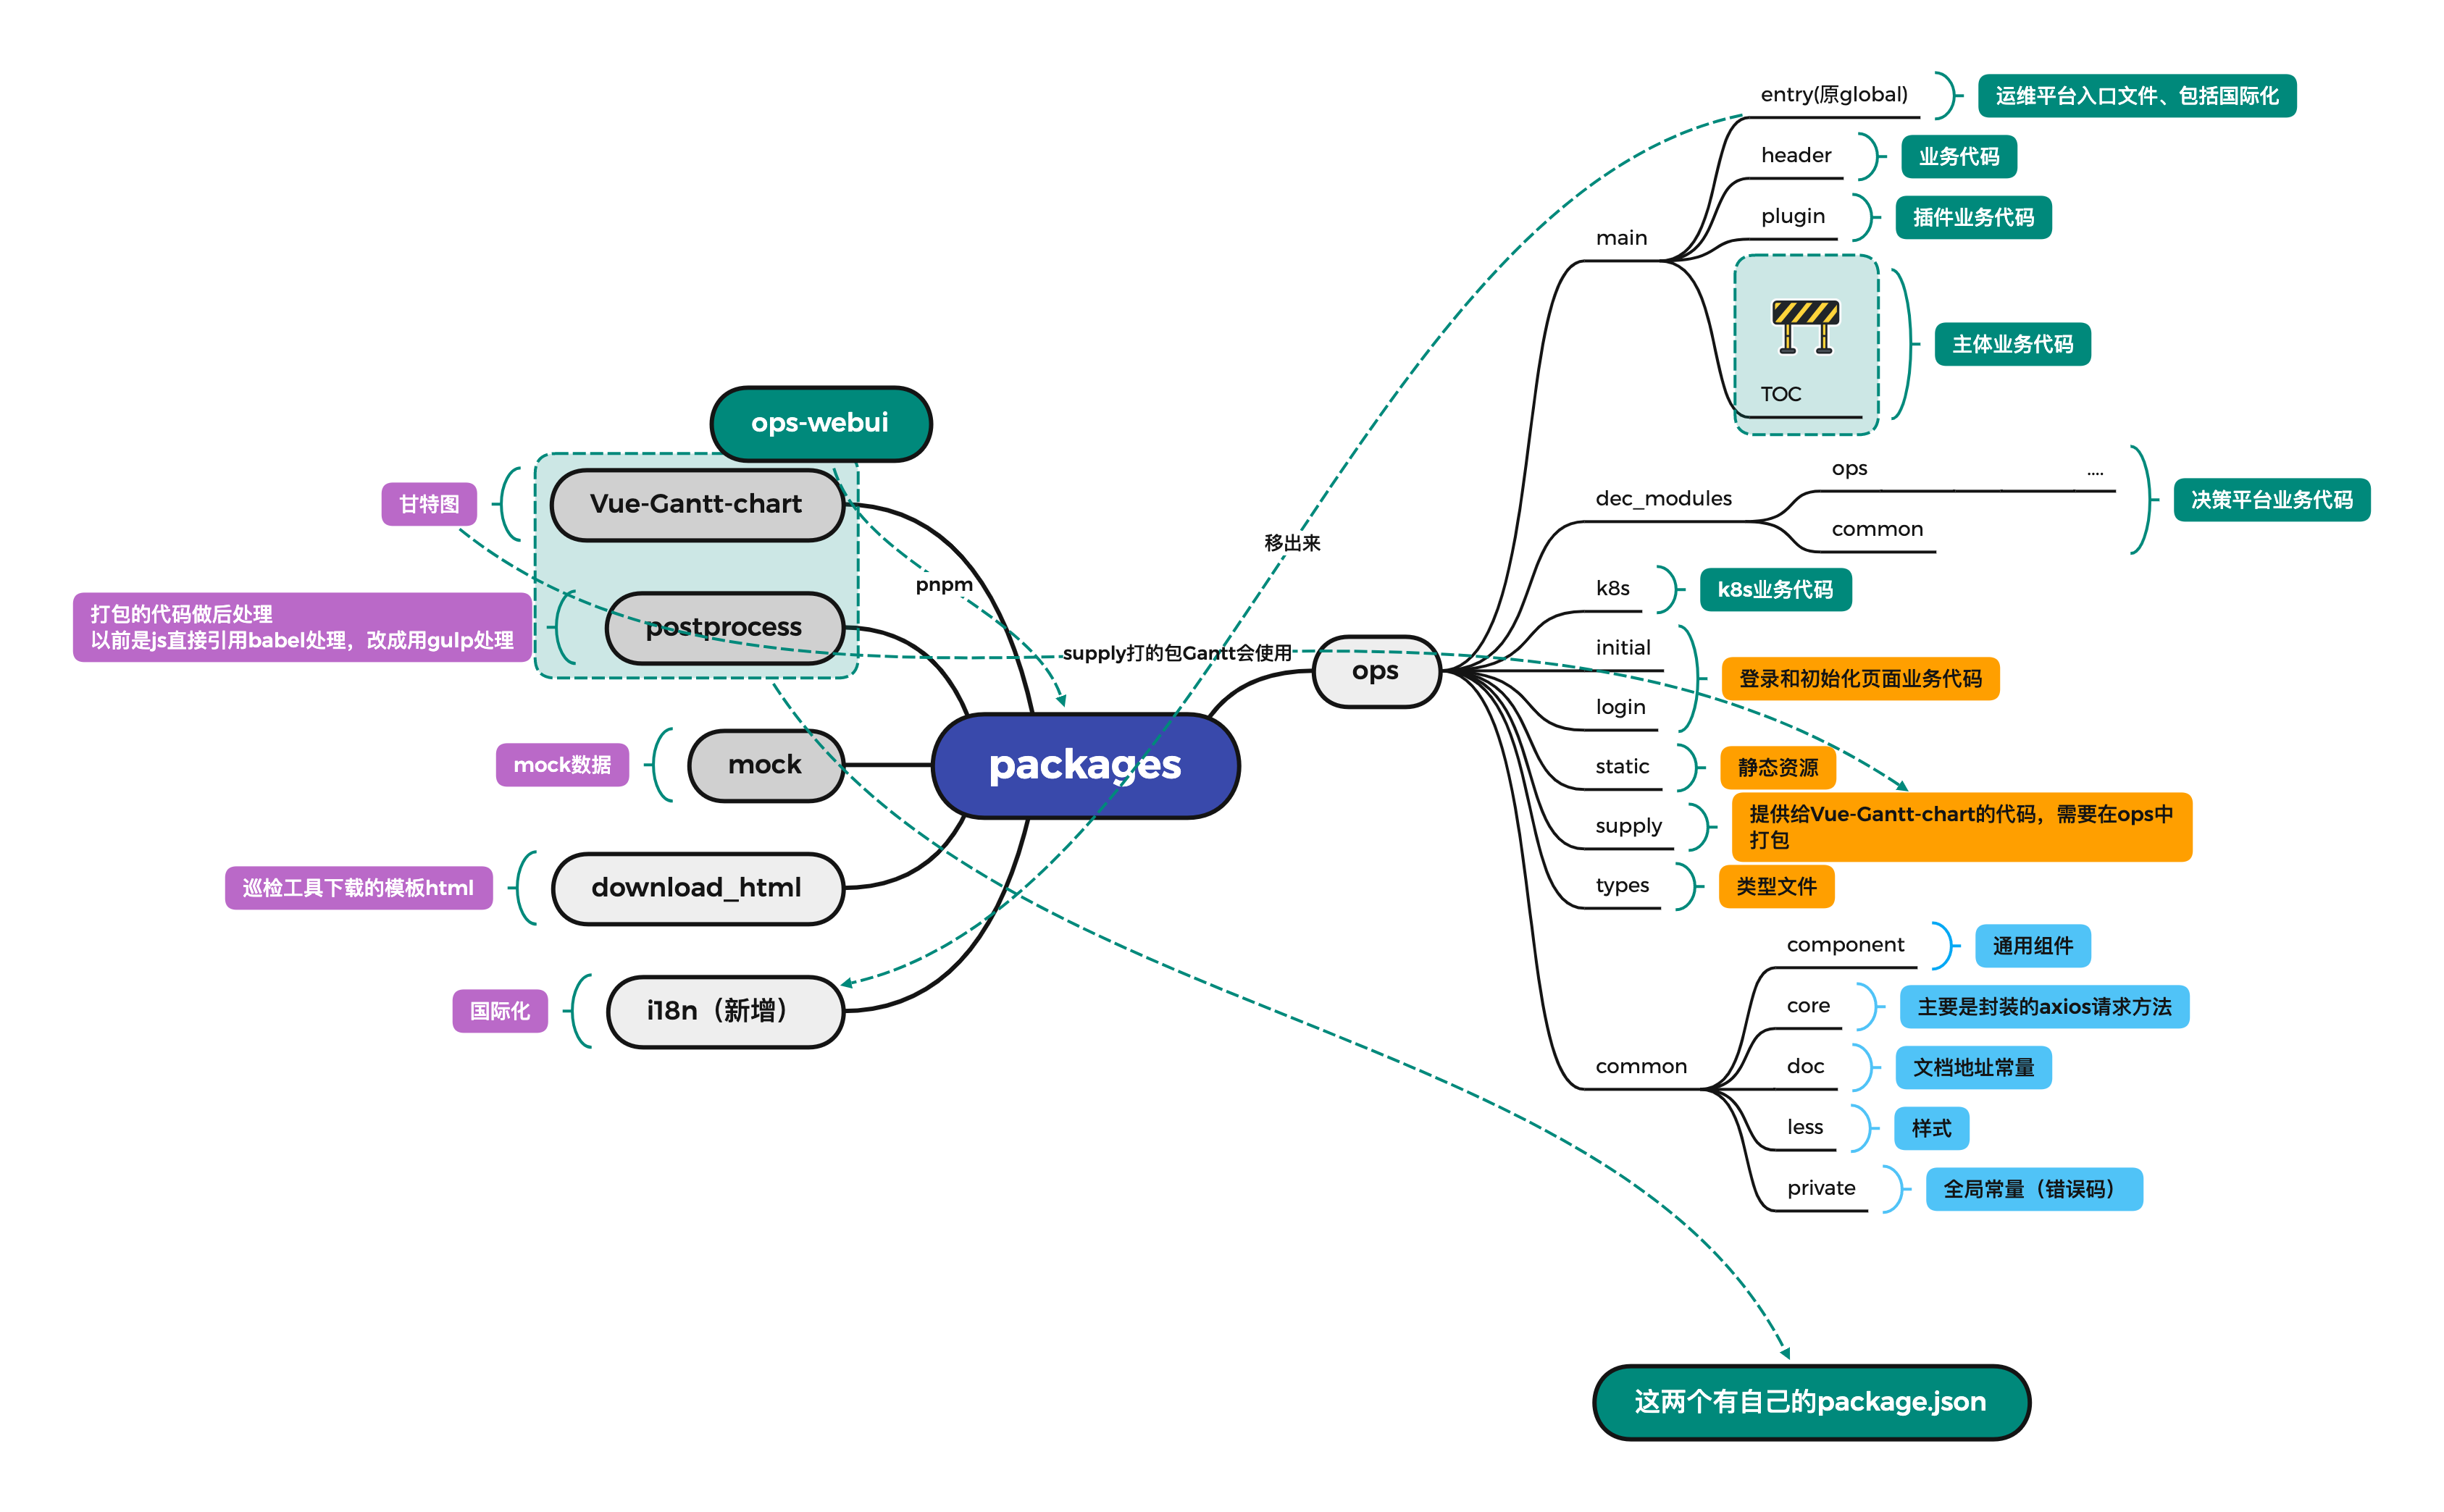 entry(原global)
运维平台入口文件、包括国际化
header
业务代码
plugin
插件业务代码
main
TOC
主体业务代码
ops-webui
Vue-Gantt-chart
甘特图
postprocess
打包的代码做后处理
以前是js直接引用babel处理，改成用gulp处理
pnpm
移出来
supply打的包Gantt会使用
mock
mock数据
packages
download_html
巡检工具下载的模板html
i18n（新增）
国际化
ops
dec_modules
ops
....
common
决策平台业务代码
k8s
k8s业务代码
initial
login
登录和初始化页面业务代码
static
静态资源
supply
提供给Vue-Gantt-chart的代码，需要在ops中
打包
types
类型文件
common
component
通用组件
core
主要是封装的axios请求方法
doc
文档地址常量
less
样式
private
全局常量（错误码）
这两个有自己的package.json